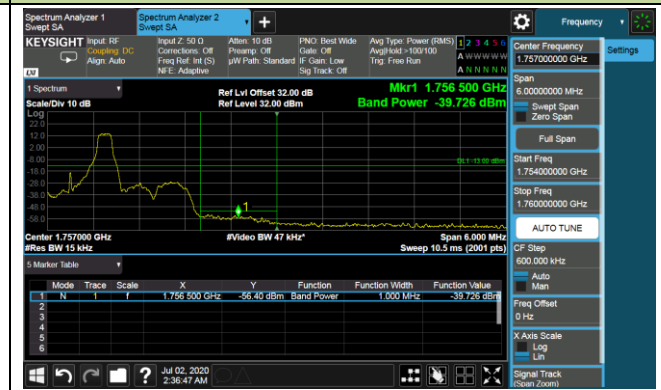 Spectrum Analyzer 1
Swept SA
Spectrum Analyzer 2
Swept SA
Frequency
KEYSIGHT
Input: RF
Coupling: DC
Align: Auto
Input Z: 50 Ω
Corrections: Off
Freq Ref: Int (S)
NFE: Adaptive
Atten: 10 dB
Preamp: Off
µW Path: Standard
PNO: Best Wide
Gate: Off
IF Gain: Low
Sig Track: Off
Avg Type: Power (RMS)
Avg|Hold:>100/100
Trig: Free Run
1 2 3 4 5 6
A W W W W W
A N N N N N
LXI
1 Spectrum
Scale/Div 10 dB
Ref Lvl Offset 32.00 dB
Ref Level 32.00 dBm
Mkr1 1.756 500 GHz
Band Power -39.726 dBm
Log
22.0
12.0
2.00
-8.00
-18.0
-28.0
-38.0
-48.0
-58.0
DL1 -13.00 dBm
1
Center 1.757000 GHz
#Res BW 15 kHz
#Video BW 47 kHz*
Span 6.000 MHz
Sweep 10.5 ms (2001 pts)
5 Marker Table
Mode Trace Scale X Y Function Function Width Function Value
1 N 1 f 1.756 500 GHz -56.40 dBm Band Power 1.000 MHz -39.726 dBm
2
3
4
5
6
Jul 02, 2020
2:36:47 AM
Center Frequency
1.757000000 GHz
Settings
Span
6.00000000 MHz
Swept Span
Zero Span
Full Span
Start Freq
1.754000000 GHz
Stop Freq
1.760000000 GHz
AUTO TUNE
CF Step
600.000 kHz
Auto
Man
Freq Offset
0 Hz
X Axis Scale
Log
Lin
Signal Track
(Span Zoom)